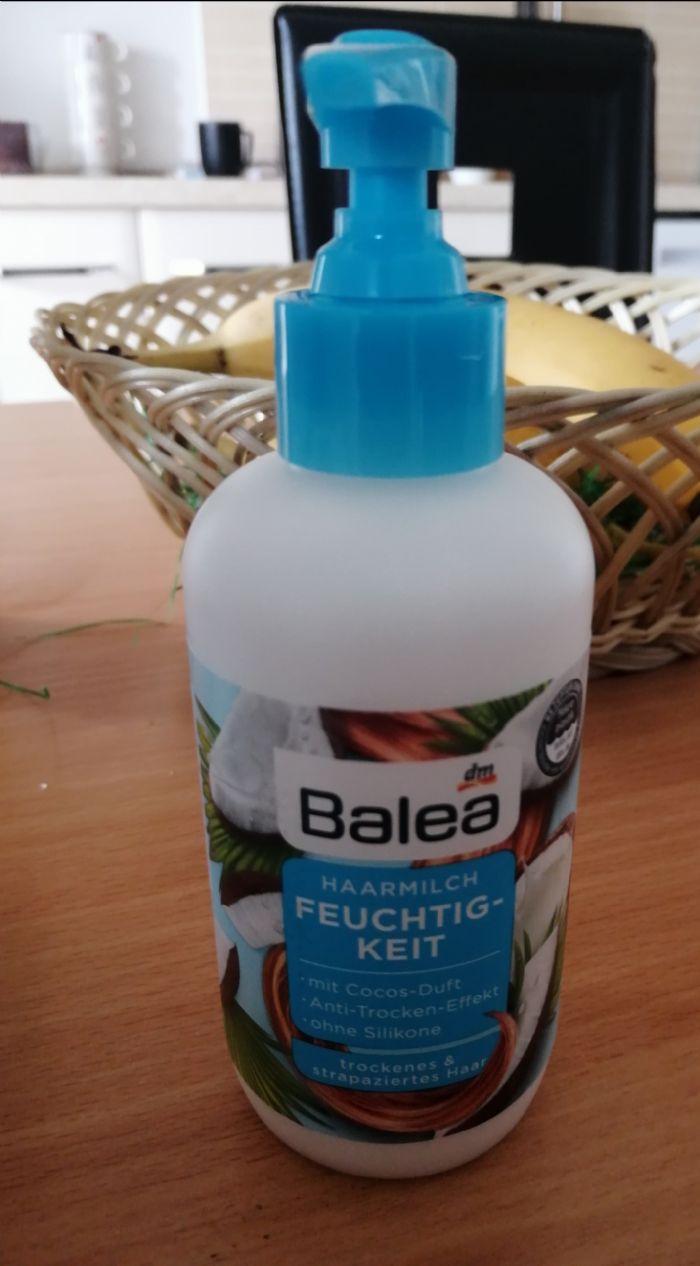 dm
Balea
HAARMILCH
FEUCHTIG-
KEIT
· mit Cocos-Duft
· Anti-Trocken-Effekt
· ohne Silikone
trockenes &
strapaziertes Haar